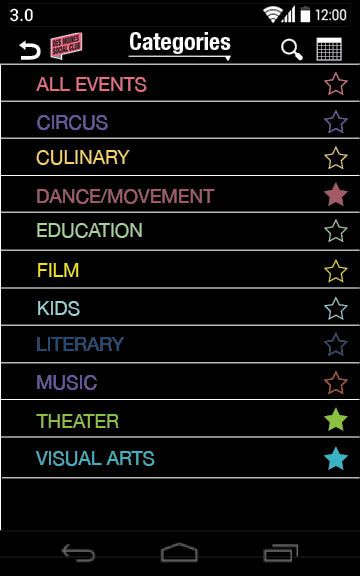 3.0
12:00
DES MOINES
SOCIAL CLUB
Categories
ALL EVENTS
CIRCUS
CULINARY
DANCE/MOVEMENT
EDUCATION
FILM
KIDS
LITERARY
MUSIC
THEATER
VISUAL ARTS